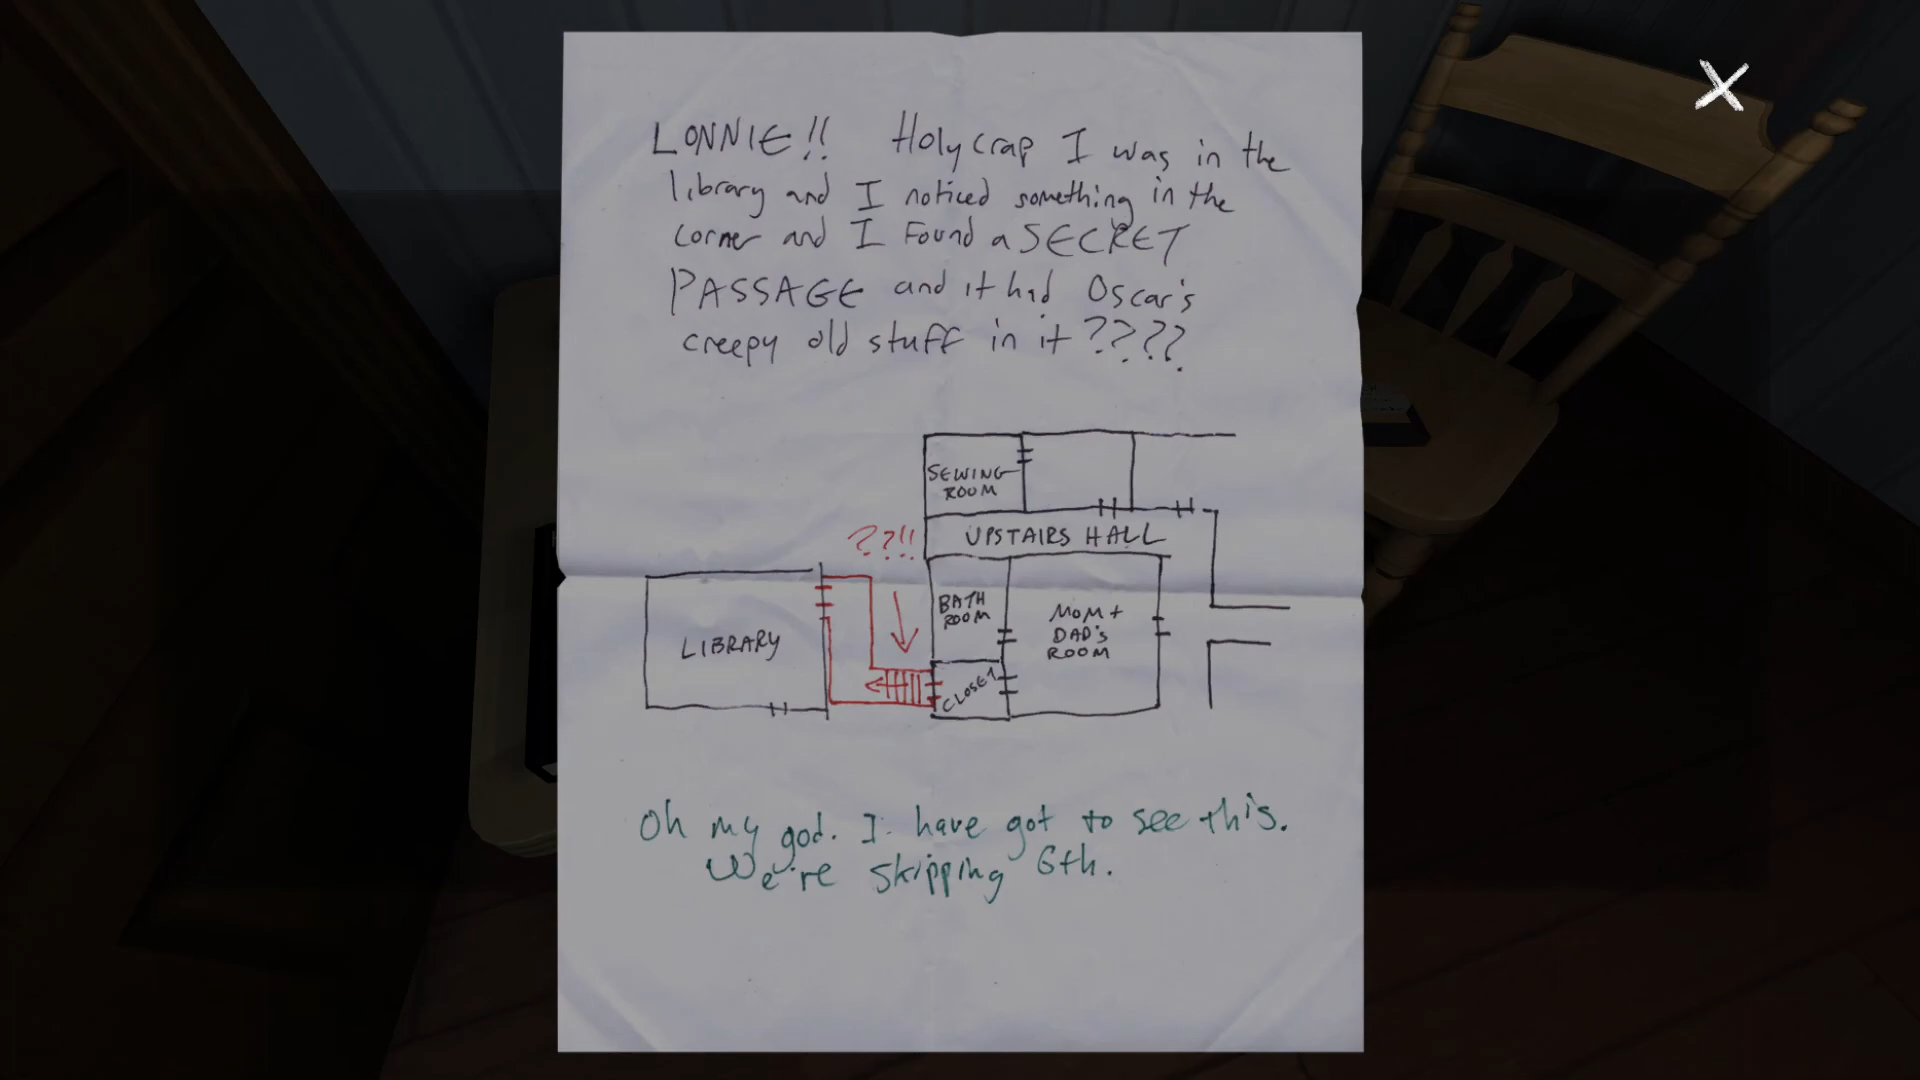 LONNIE!! Holy crap I was in the
library and I noticed something in the
corner and I found a SECRET
PASSAGE and it had Oscar's
creepy old stuff in it ????
SEWING
ROOM
UPSTAIRS HALL
??!!
BATH
ROOM
MOM +
DAD'S
ROOM
LIBRARY
CLOSET
Oh my god. I have got to see this.
We're skipping 6th.